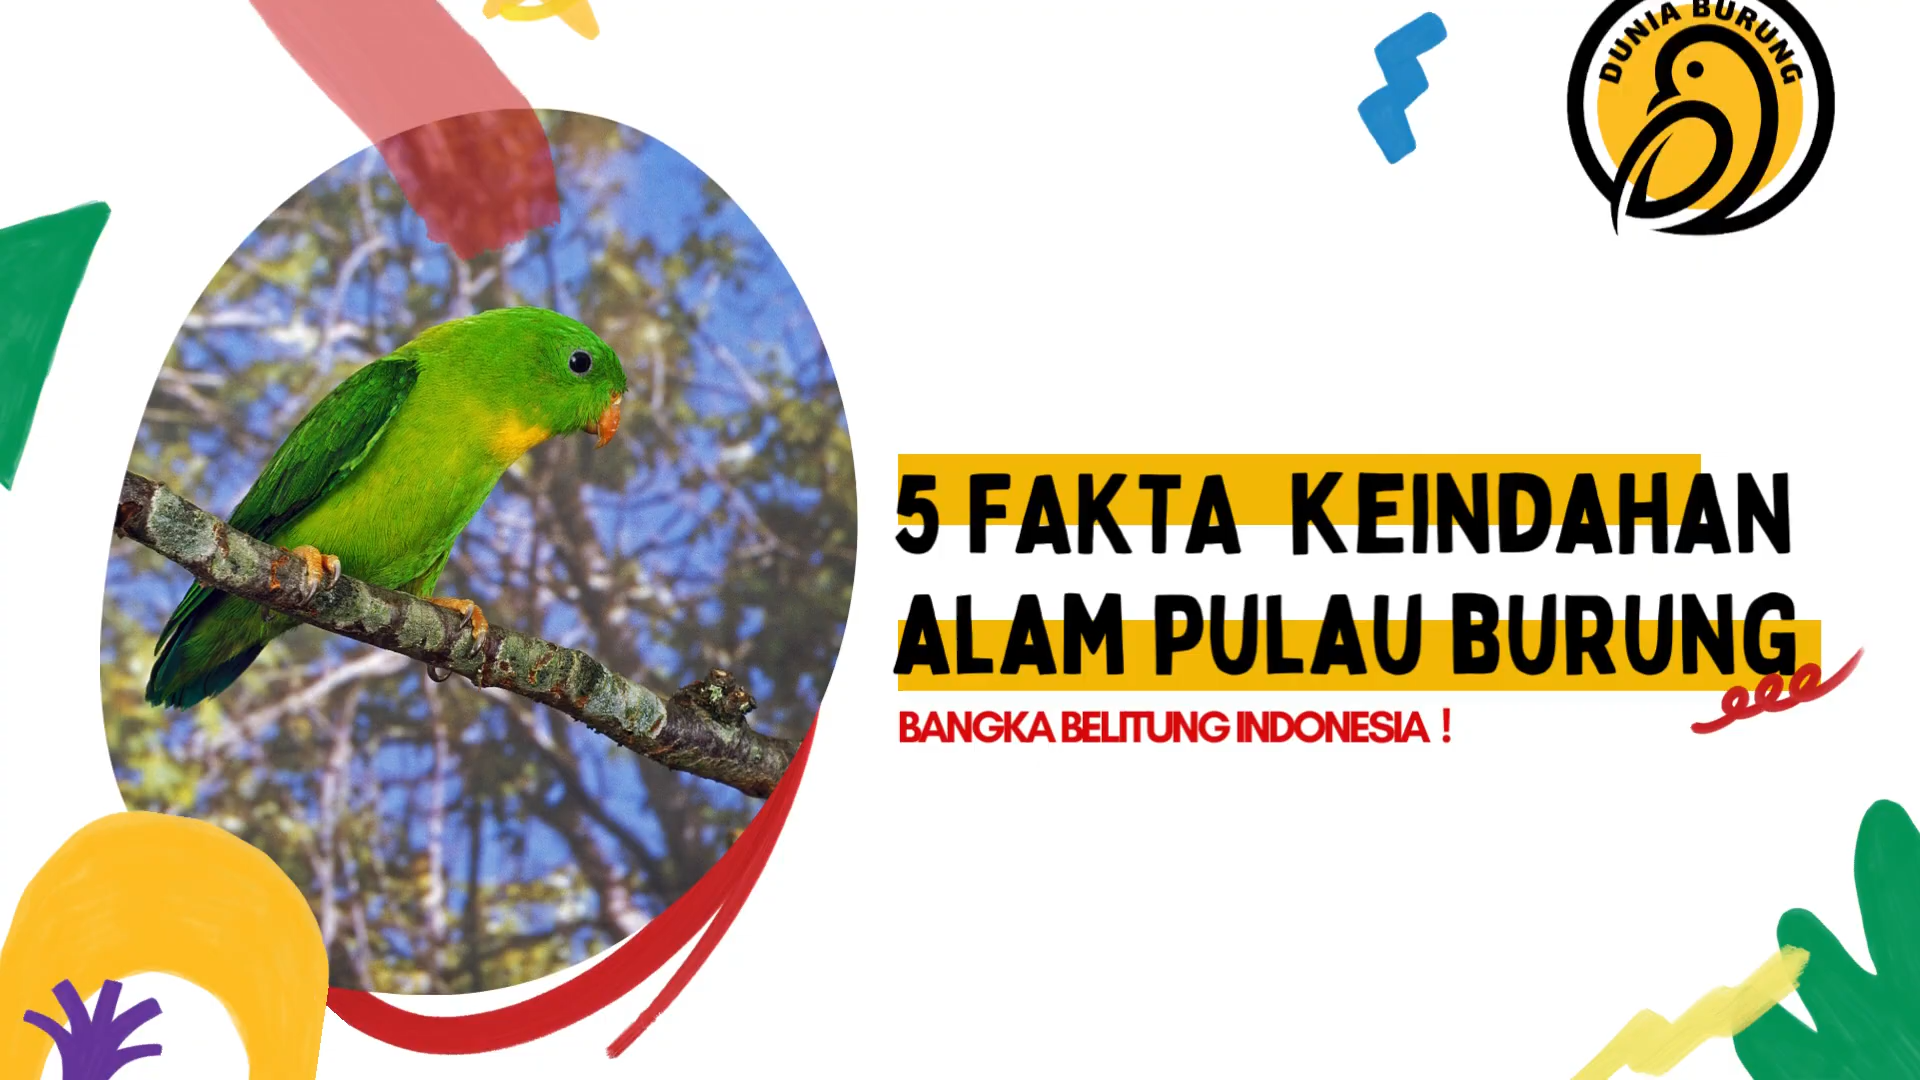 DUNIA BURUNG
5 FAKTA KEINDAHAN
ALAM PULAU BURUNG
BANGKA BELITUNG INDONESIA !